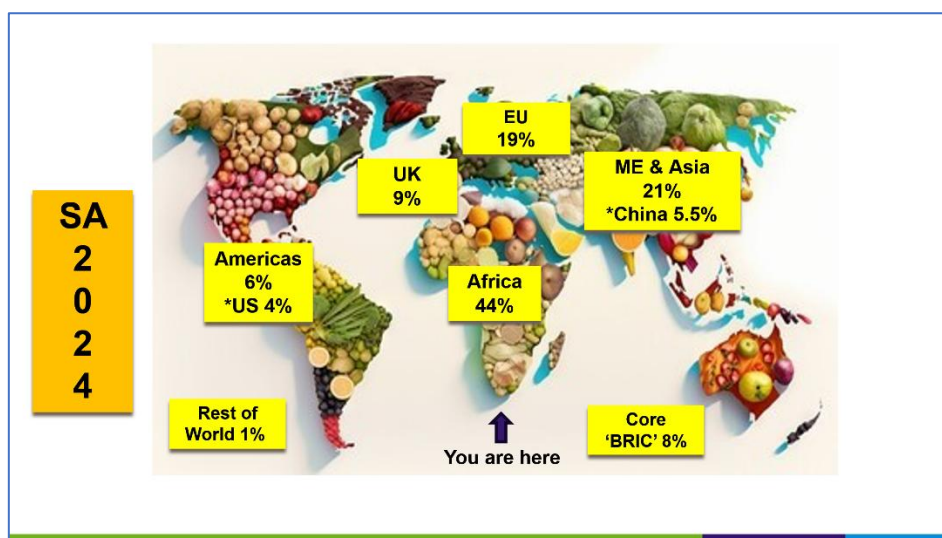 SA
2
0
2
4
EU
19%
UK
9%
ME & Asia
21%
*China 5.5%
Americas
6%
*US 4%
Africa
44%
Rest of
World 1%
Core
‘BRIC’ 8%
You are here